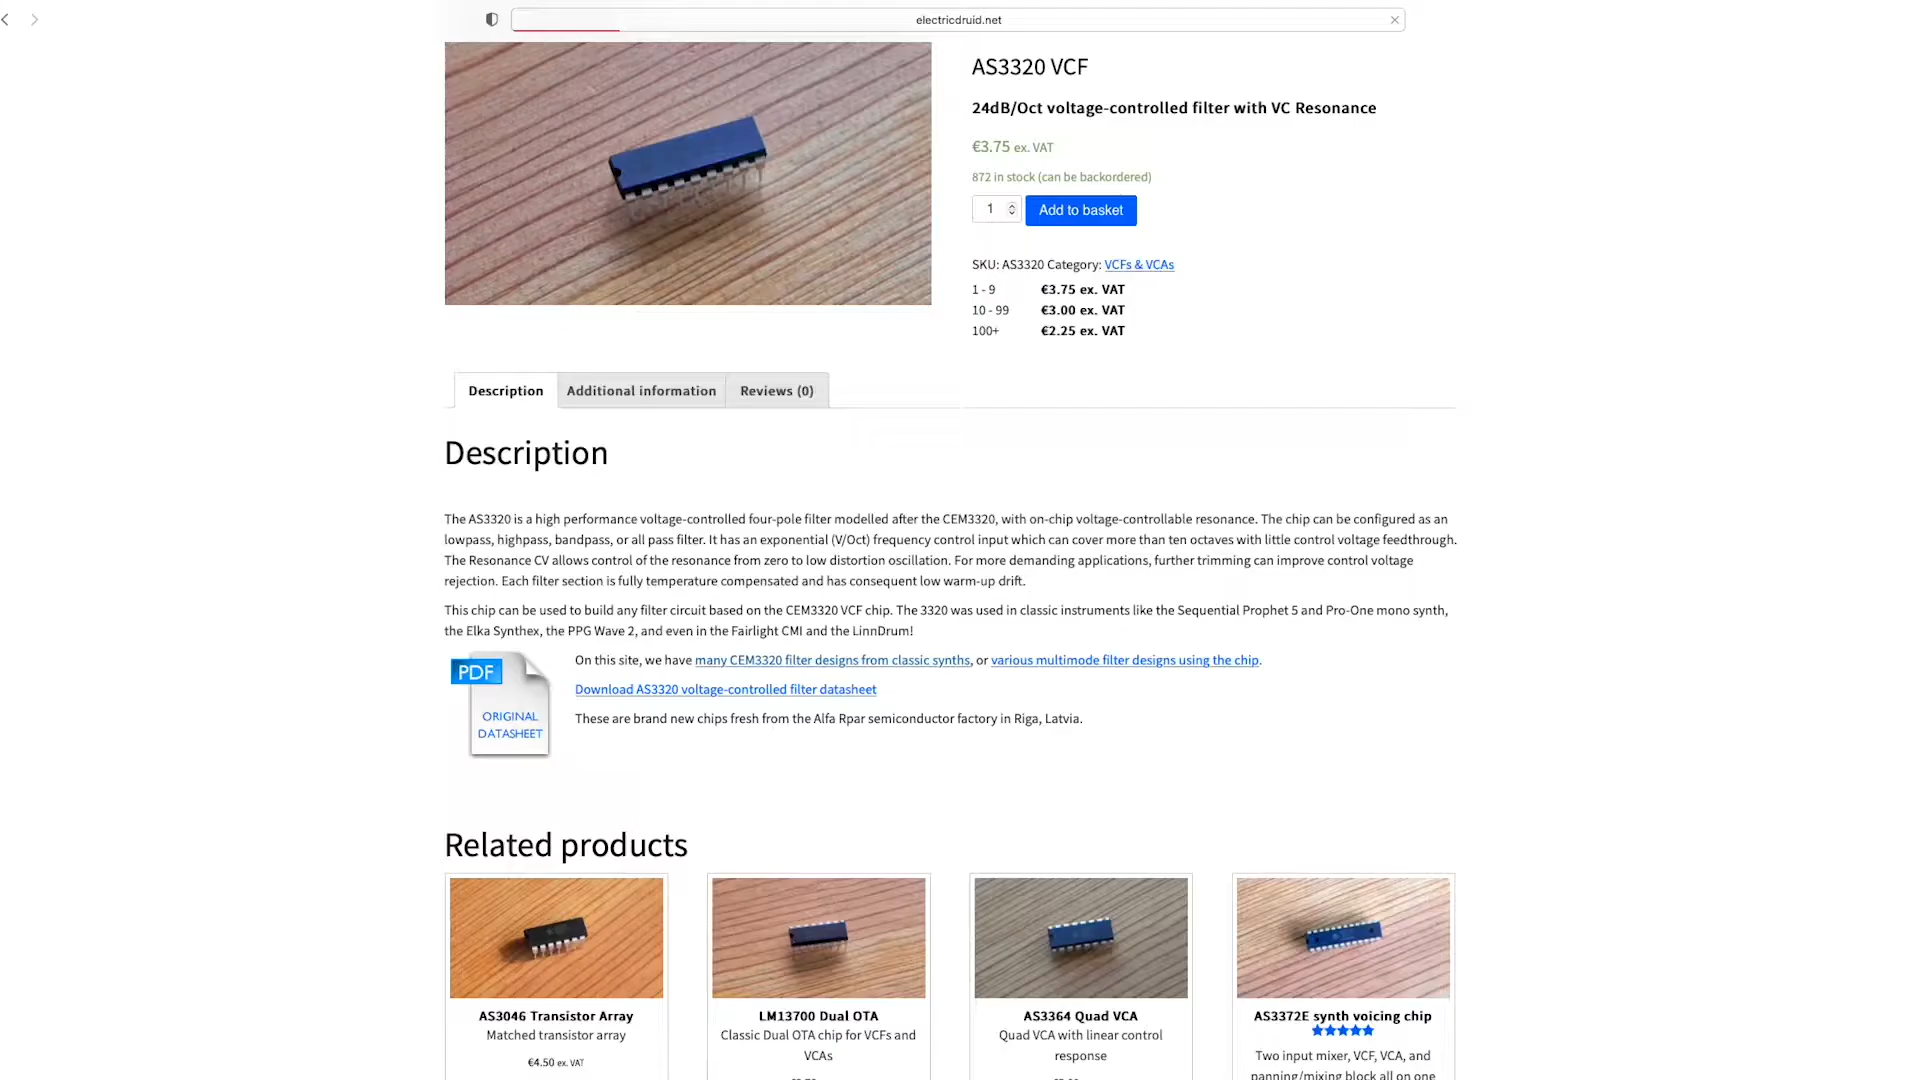 electricdruid.net
AS3320 VCF
24dB/Oct voltage-controlled filter with VC Resonance
€3.75 ex. VAT
872 in stock (can be backordered)
1
Add to basket
SKU: AS3320 Category: VCFs & VCAs
1 - 9 €3.75 ex. VAT
10 - 99 €3.00 ex. VAT
100+ €2.25 ex. VAT
Description Additional information Reviews (0)
Description
The AS3320 is a high performance voltage-controlled four-pole filter modelled after the CEM3320, with on-chip voltage-controllable resonance. The chip can be configured as an
lowpass, highpass, bandpass, or all pass filter. It has an exponential (V/Oct) frequency control input which can cover more than ten octaves with little control voltage feedthrough.
The Resonance CV allows control of the resonance from zero to low distortion oscillation. For more demanding applications, further trimming can improve control voltage
rejection. Each filter section is fully temperature compensated and has consequent low warm-up drift.
This chip can be used to build any filter circuit based on the CEM3320 VCF chip. The 3320 was used in classic instruments like the Sequential Prophet 5 and Pro-One mono synth,
the Elka Synthex, the PPG Wave 2, and even in the Fairlight CMI and the LinnDrum!
PDF
ORIGINAL
DATASHEET
On this site, we have many CEM3320 filter designs from classic synths, or various multimode filter designs using the chip.
Download AS3320 voltage-controlled filter datasheet
These are brand new chips fresh from the Alfa Rpar semiconductor factory in Riga, Latvia.
Related products
AS3046 Transistor Array
Matched transistor array
€4.50 ex. VAT
LM13700 Dual OTA
Classic Dual OTA chip for VCFs and
VCAs
AS3364 Quad VCA
Quad VCA with linear control
response
AS3372E synth voicing chip
Two input mixer, VCF, VCA, and
panning/mixing block all on one